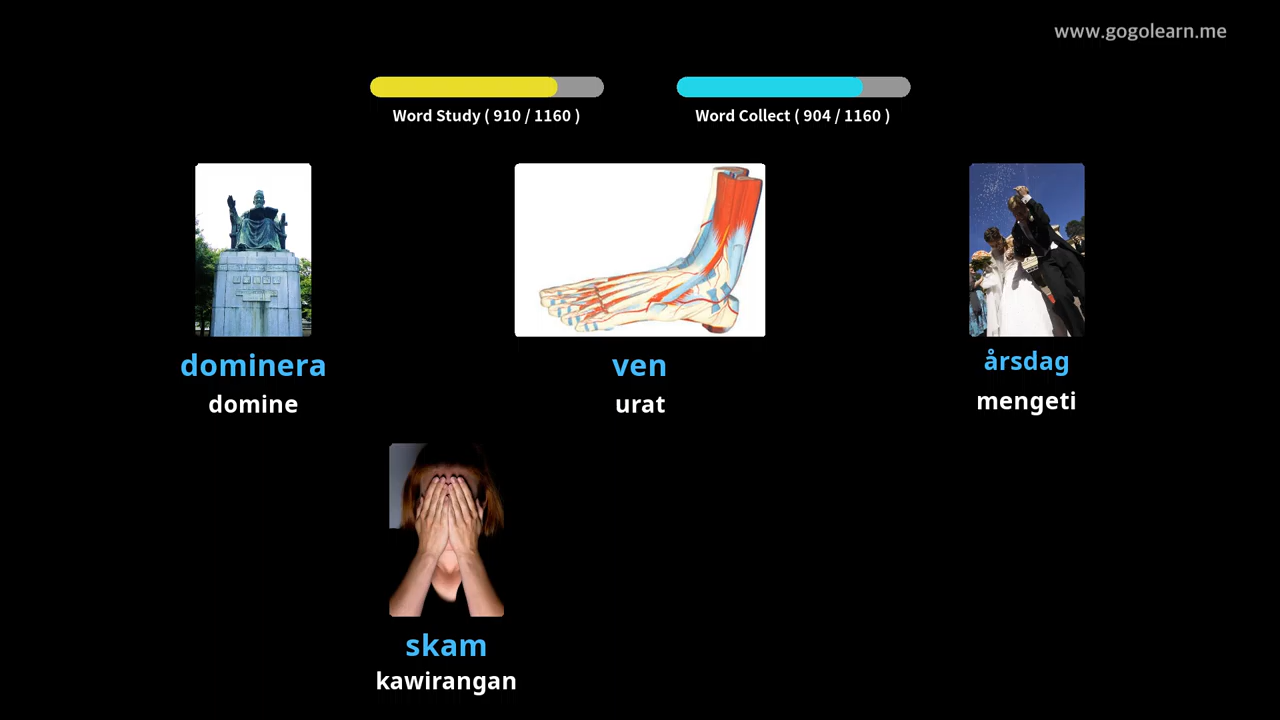 www.gogolearn.me
Word Study ( 910 / 1160 )
Word Collect ( 904 / 1160 )
dominera
domine
ven
urat
årsdag
mengeti
skam
kawirangan